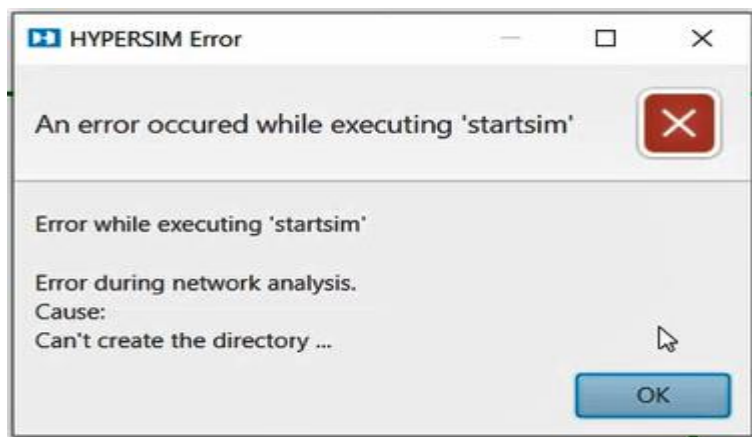 HYPERSIM Error
An error occured while executing 'startsim'
Error while executing 'startsim'
Error during network analysis.
Cause:
Can't create the directory ...
OK